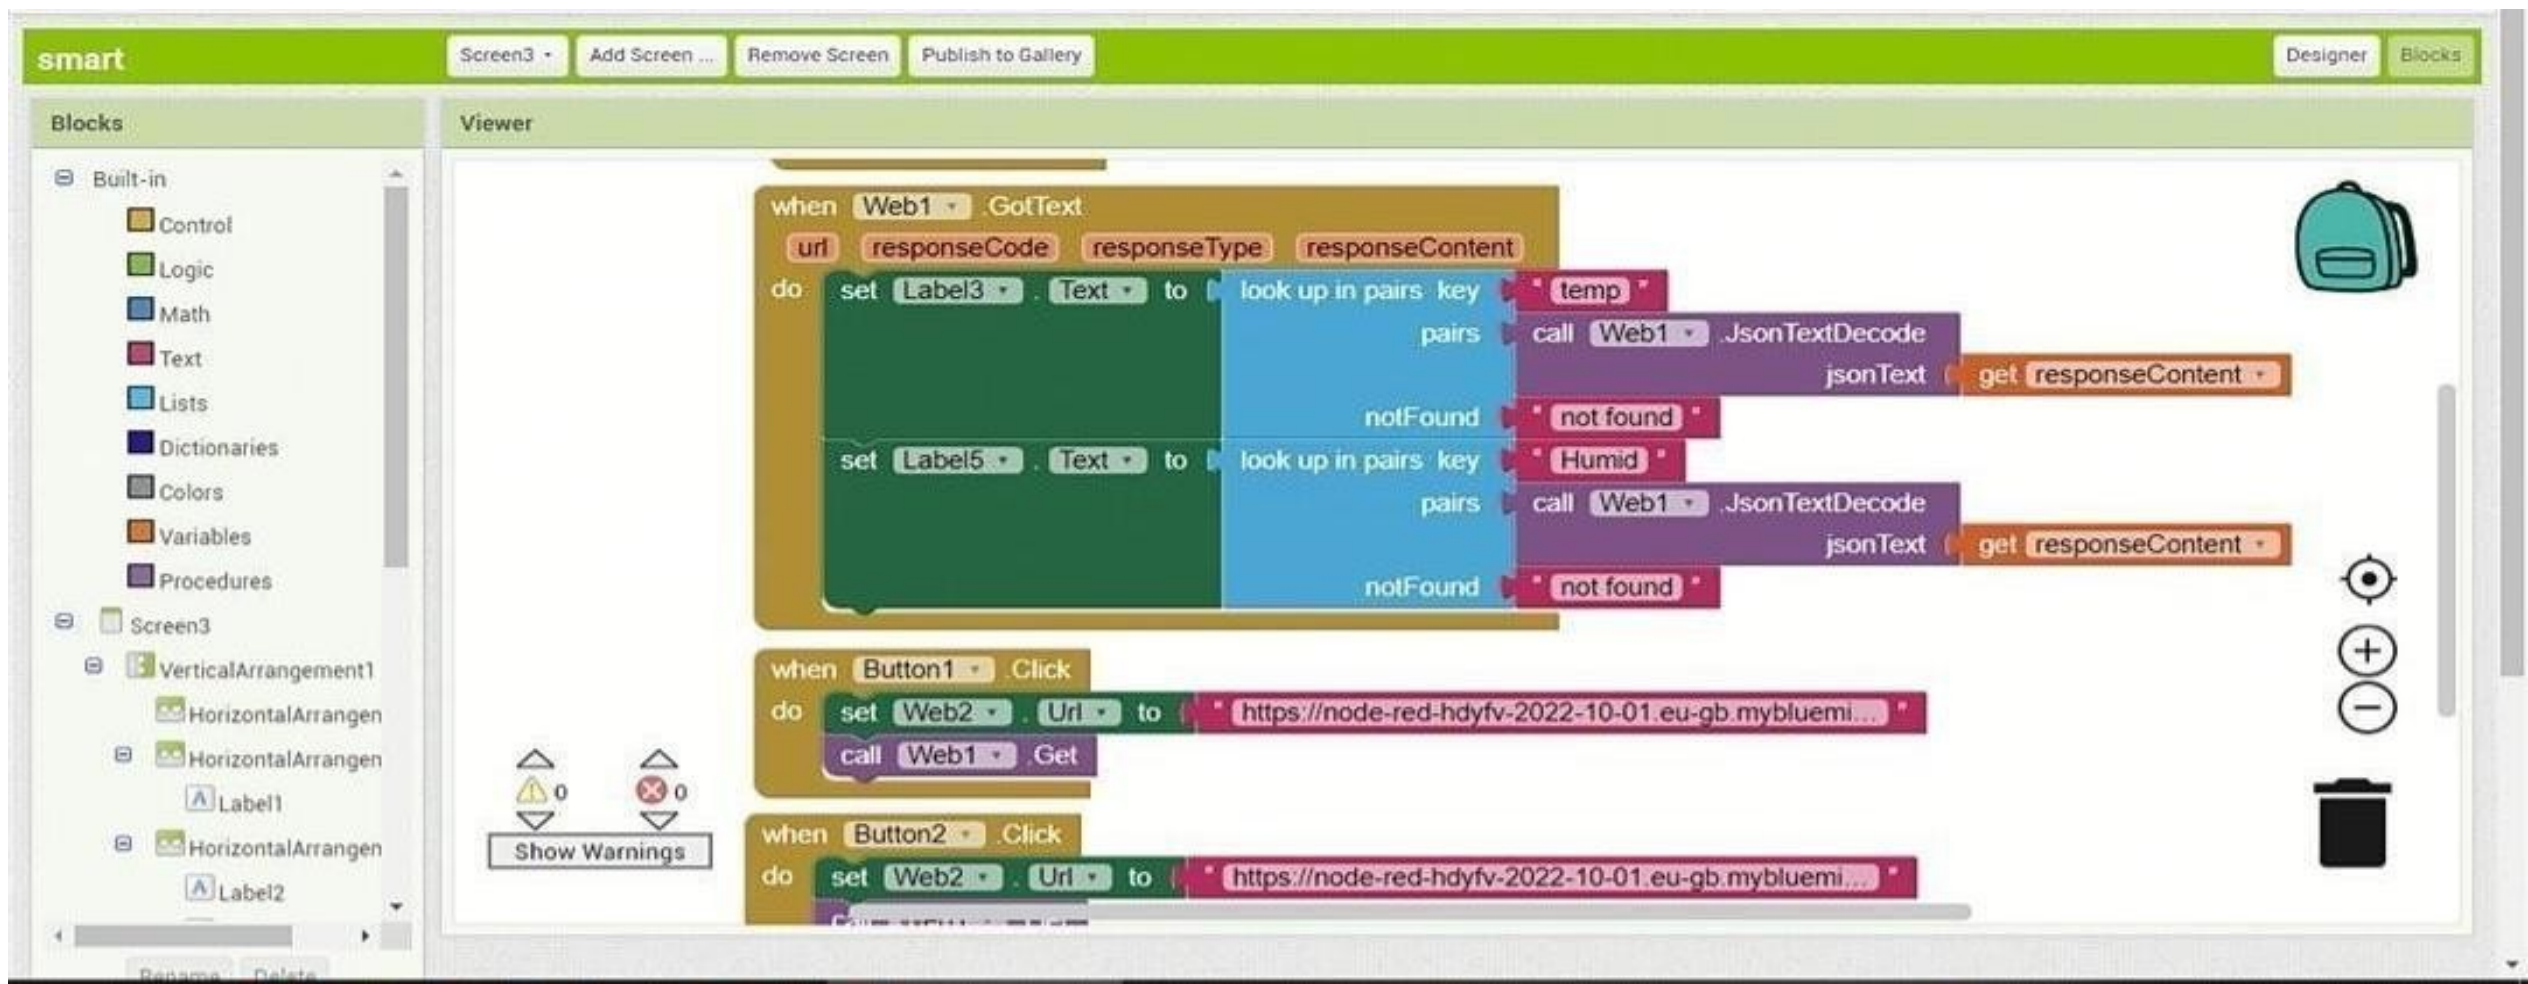 smart
Screen3
Add Screen ...
Remove Screen
Publish to Gallery
Designer
Blocks
Blocks
Built-in
Control
Logic
Math
Text
Lists
Dictionaries
Colors
Variables
Procedures
Screen3
VerticalArrangement1
HorizontalArrangen
HorizontalArrangen
Label1
HorizontalArrangen
Label2
Rename Delete
Viewer
when Web1 .GotText
url responseCode responseType responseContent
do set Label3 . Text to look up in pairs key " temp "
pairs call Web1 .JsonTextDecode
jsonText get responseContent
notFound " not found "
set Label5 . Text to look up in pairs key " Humid "
pairs call Web1 .JsonTextDecode
jsonText get responseContent
notFound " not found "
when Button1 .Click
do set Web2 . Url to " https://node-red-hdyfv-2022-10-01.eu-gb.mybluemi... "
call Web1 .Get
when Button2 .Click
do set Web2 . Url to " https://node-red-hdyfv-2022-10-01.eu-gb.mybluemi... "
0 0
Show Warnings